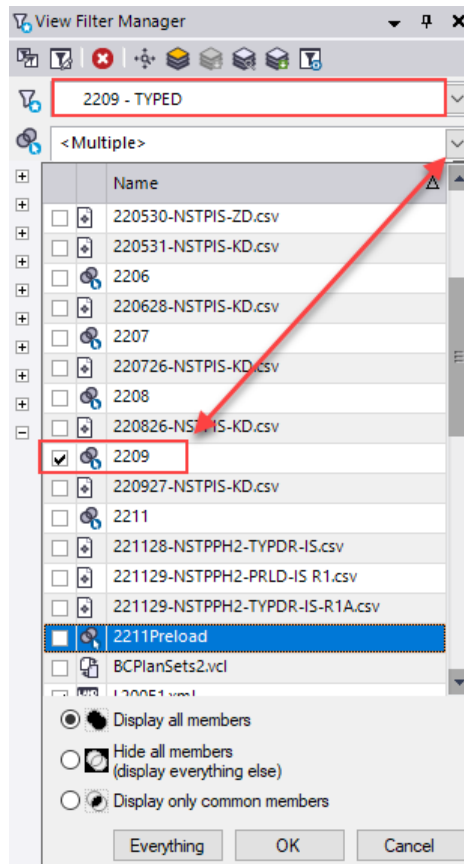 View Filter Manager
2209 - TYPED
<Multiple>
Name
220530-NSTPIS-ZD.csv
220531-NSTPIS-KD.csv
2206
220628-NSTPIS-KD.csv
2207
220726-NSTPIS-KD.csv
2208
220826-NSTPIS-KD.csv
2209
220927-NSTPIS-KD.csv
2211
221128-NSTPPH2-TYPDR-IS.csv
221129-NSTPPH2-PRLD-IS R1.csv
221129-NSTPPH2-TYPDR-IS-R1A.csv
2211Preload
BCPlanSets2.vcl
L20051.xml
Display all members
Hide all members
(display everything else)
Display only common members
Everything OK Cancel